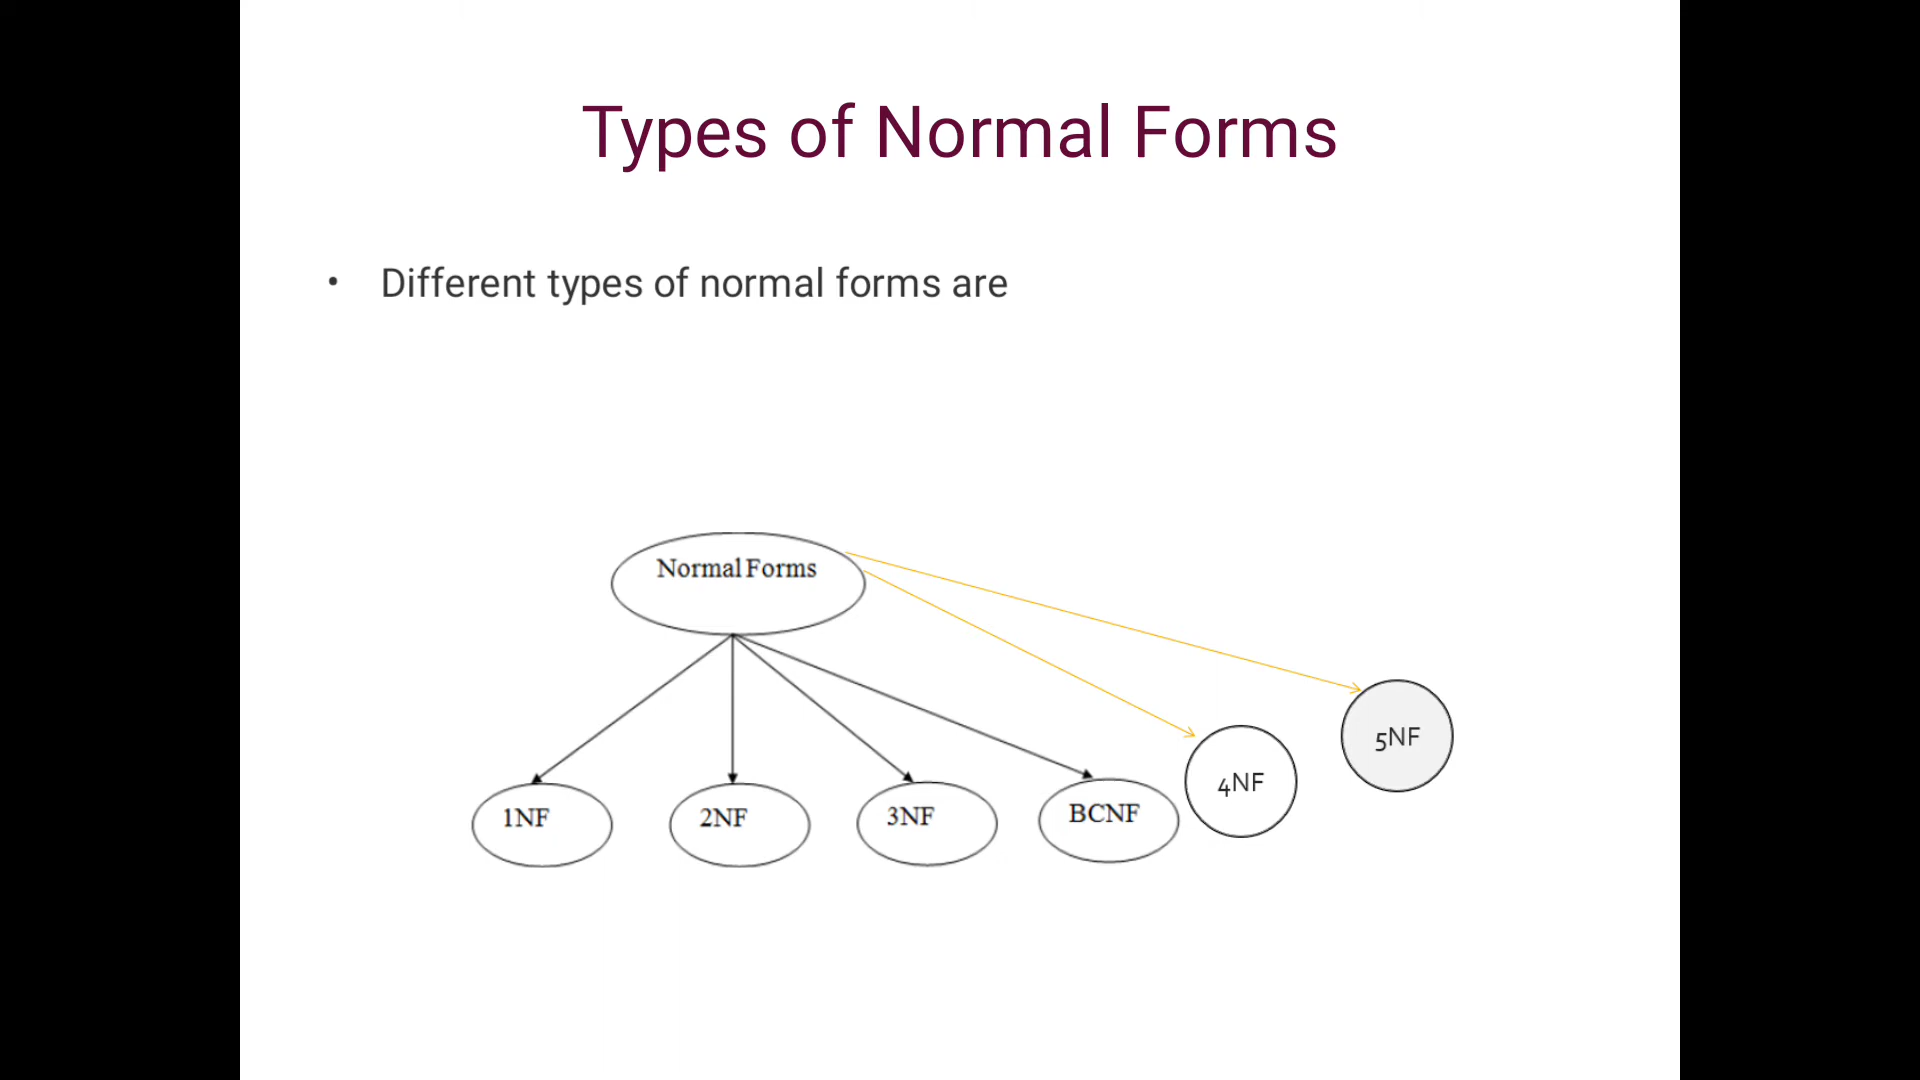 Types of Normal Forms
• Different types of normal forms are
Normal Forms
1NF
2NF
3NF
BCNF
4NF
5NF